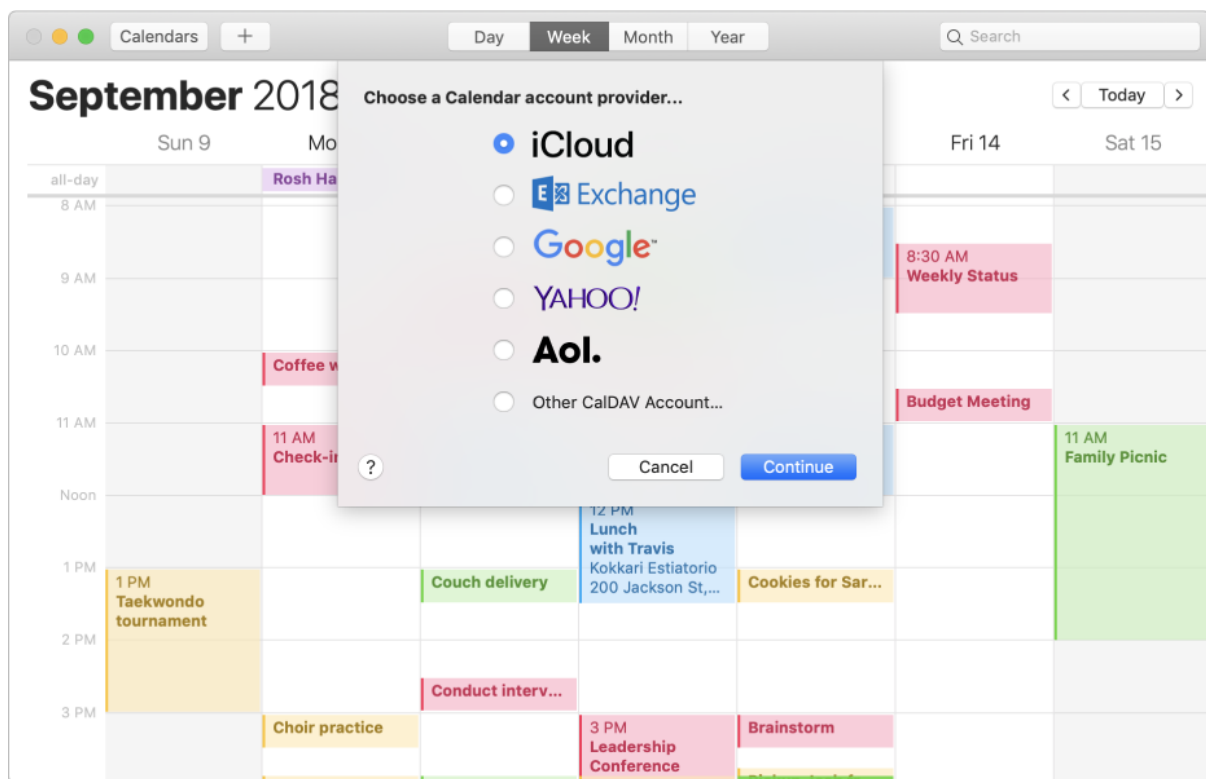 Calendars
+
Day
Week
Month
Year
Search
September 2018
Choose a Calendar account provider...
< Today >
Sun 9
Mo
Fri 14
Sat 15
all-day
Rosh Ha
iCloud
Exchange
Google™
YAHOO!
Aol.
Other CalDAV Account...
?
Cancel
Continue
8 AM
9 AM
10 AM
11 AM
Noon
1 PM
2 PM
3 PM
8:30 AM
Weekly Status
Coffee w
Budget Meeting
11 AM
Check-in
11 AM
Family Picnic
12 PM
Lunch
with Travis
Kokkari Estiatorio
200 Jackson St,...
1 PM
Taekwondo
tournament
Couch delivery
Cookies for Sar...
Conduct interv...
Choir practice
3 PM
Leadership
Conference
Brainstorm